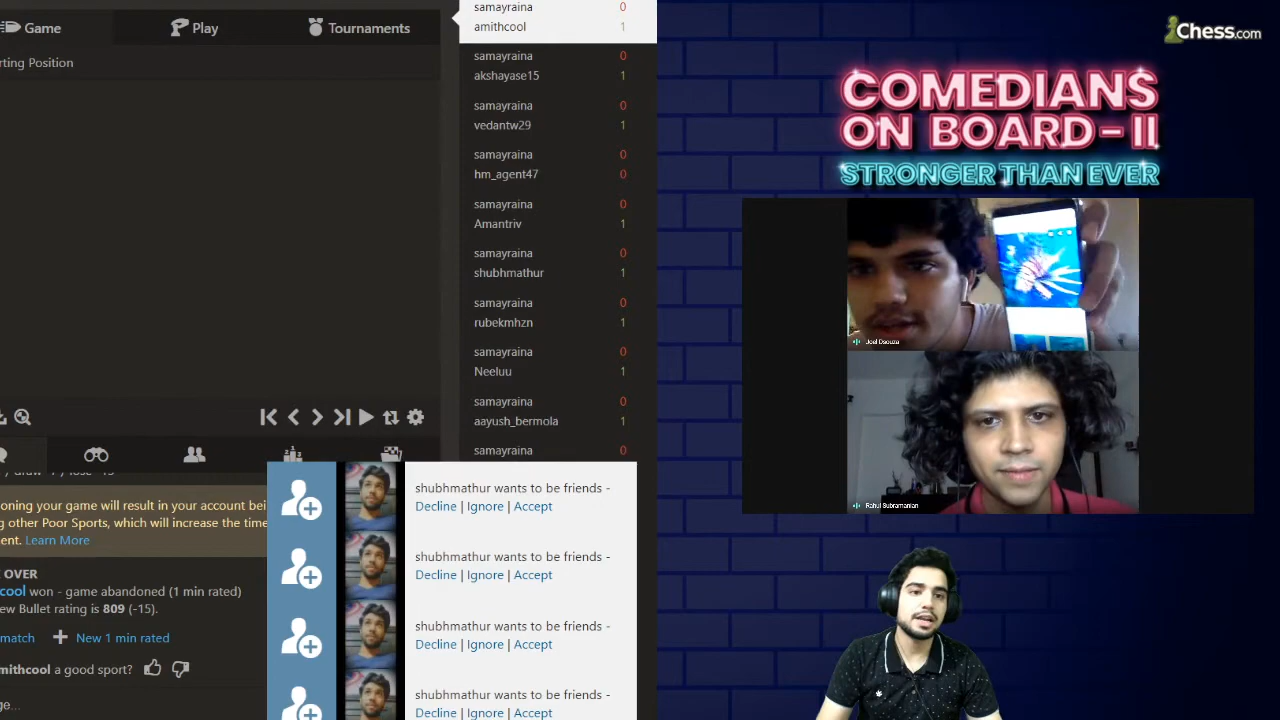 Game
Play
Tournaments
rting Position
samayraina 0
amithcool 1
samayraina 0
akshayase15 1
samayraina 0
vedantw29 1
samayraina 0
hm_agent47 0
samayraina 0
Amantriv 1
samayraina 0
shubhmathur 1
samayraina 0
rubekmhzn 1
samayraina 0
Neeluu 1
samayraina 0
aayush_bermola 1
samayraina 0
oning your game will result in your account bei
g other Poor Sports, which will increase the time
ent. Learn More
OVER
cool won - game abandoned (1 min rated)
ew Bullet rating is 809 (-15).
match
New 1 min rated
mithcool a good sport?
ge...
shubhmathur wants to be friends -
Decline | Ignore | Accept
shubhmathur wants to be friends -
Decline | Ignore | Accept
shubhmathur wants to be friends -
Decline | Ignore | Accept
shubhmathur wants to be friends -
Decline | Ignore | Accept
Chess.com
COMEDIANS
ON BOARD - II
STRONGER THAN EVER
Joel Dsouza
Rahul Subramanian